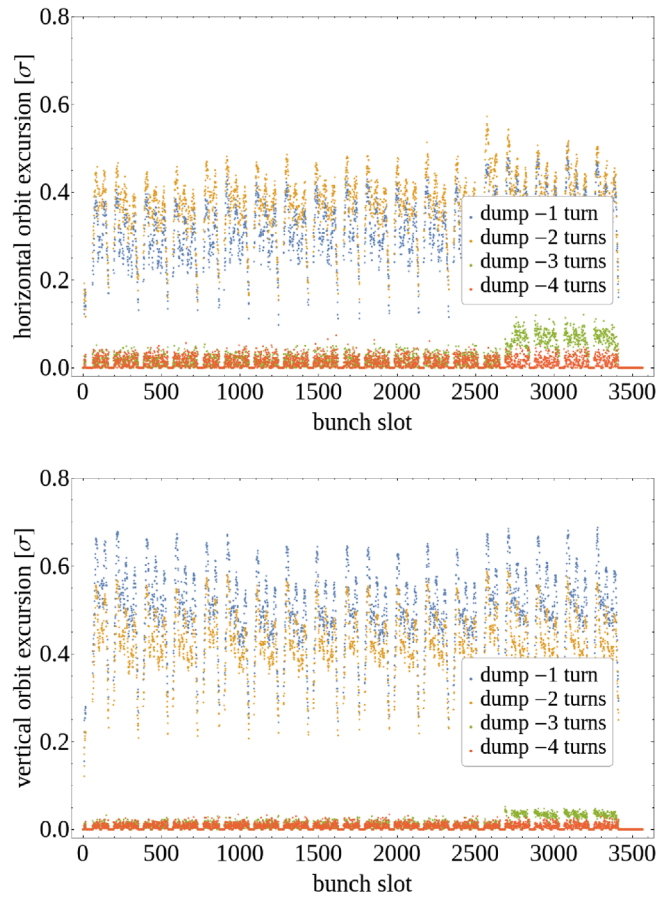 0.8
0.6
0.4
0.2
0.0
horizontal orbit excursion [σ]
dump −1 turn
dump −2 turns
dump −3 turns
dump −4 turns
0 500 1000 1500 2000 2500 3000 3500
bunch slot
0.8
0.6
0.4
0.2
0.0
vertical orbit excursion [σ]
dump −1 turn
dump −2 turns
dump −3 turns
dump −4 turns
0 500 1000 1500 2000 2500 3000 3500
bunch slot